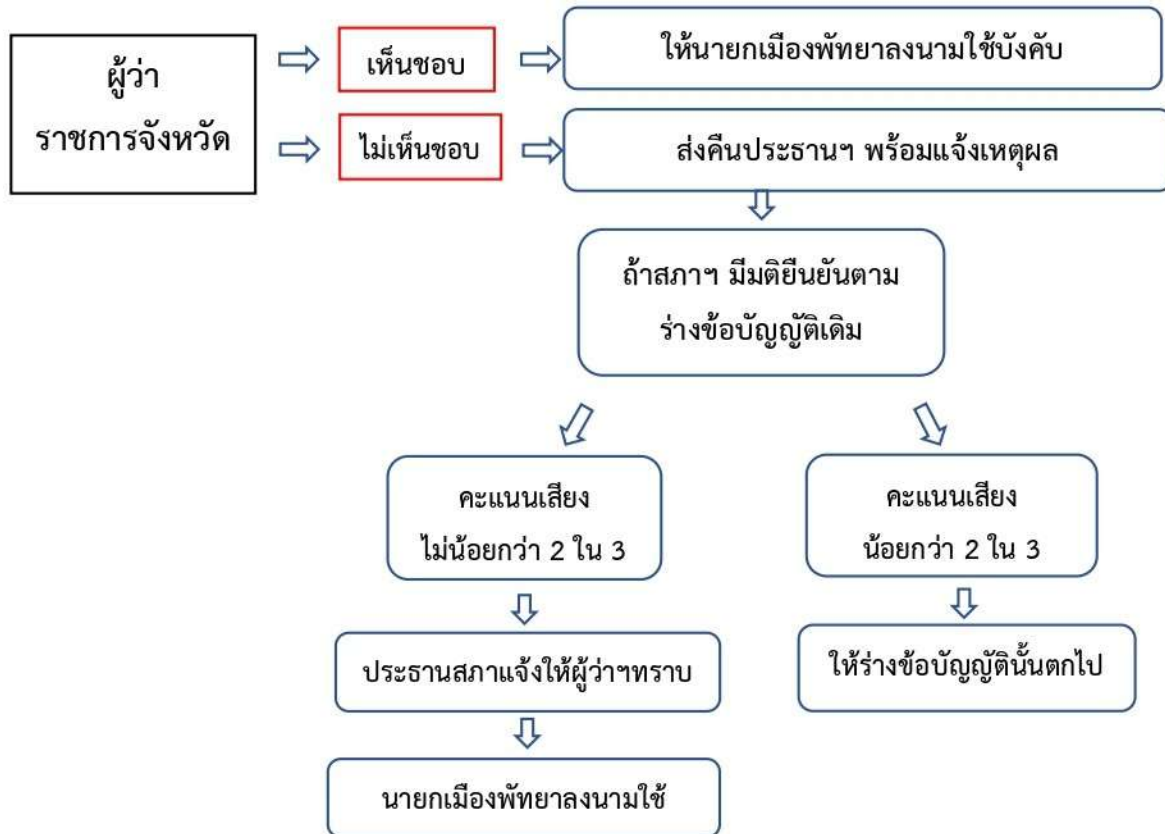 ผู้ว่า
ราชการจังหวัด
เห็นชอบ
ให้นายกเมืองพัทยาลงนามใช้บังคับ
ไม่เห็นชอบ
ส่งคืนประธานฯ พร้อมแจ้งเหตุผล
ถ้าสภาฯ มีมติยืนยันตาม
ร่างข้อบัญญัติเดิม
คะแนนเสียง
ไม่น้อยกว่า 2 ใน 3
คะแนนเสียง
น้อยกว่า 2 ใน 3
ประธานสภาแจ้งให้ผู้ว่าฯทราบ
ให้ร่างข้อบัญญัตินั้นตกไป
นายกเมืองพัทยาลงนามใช้